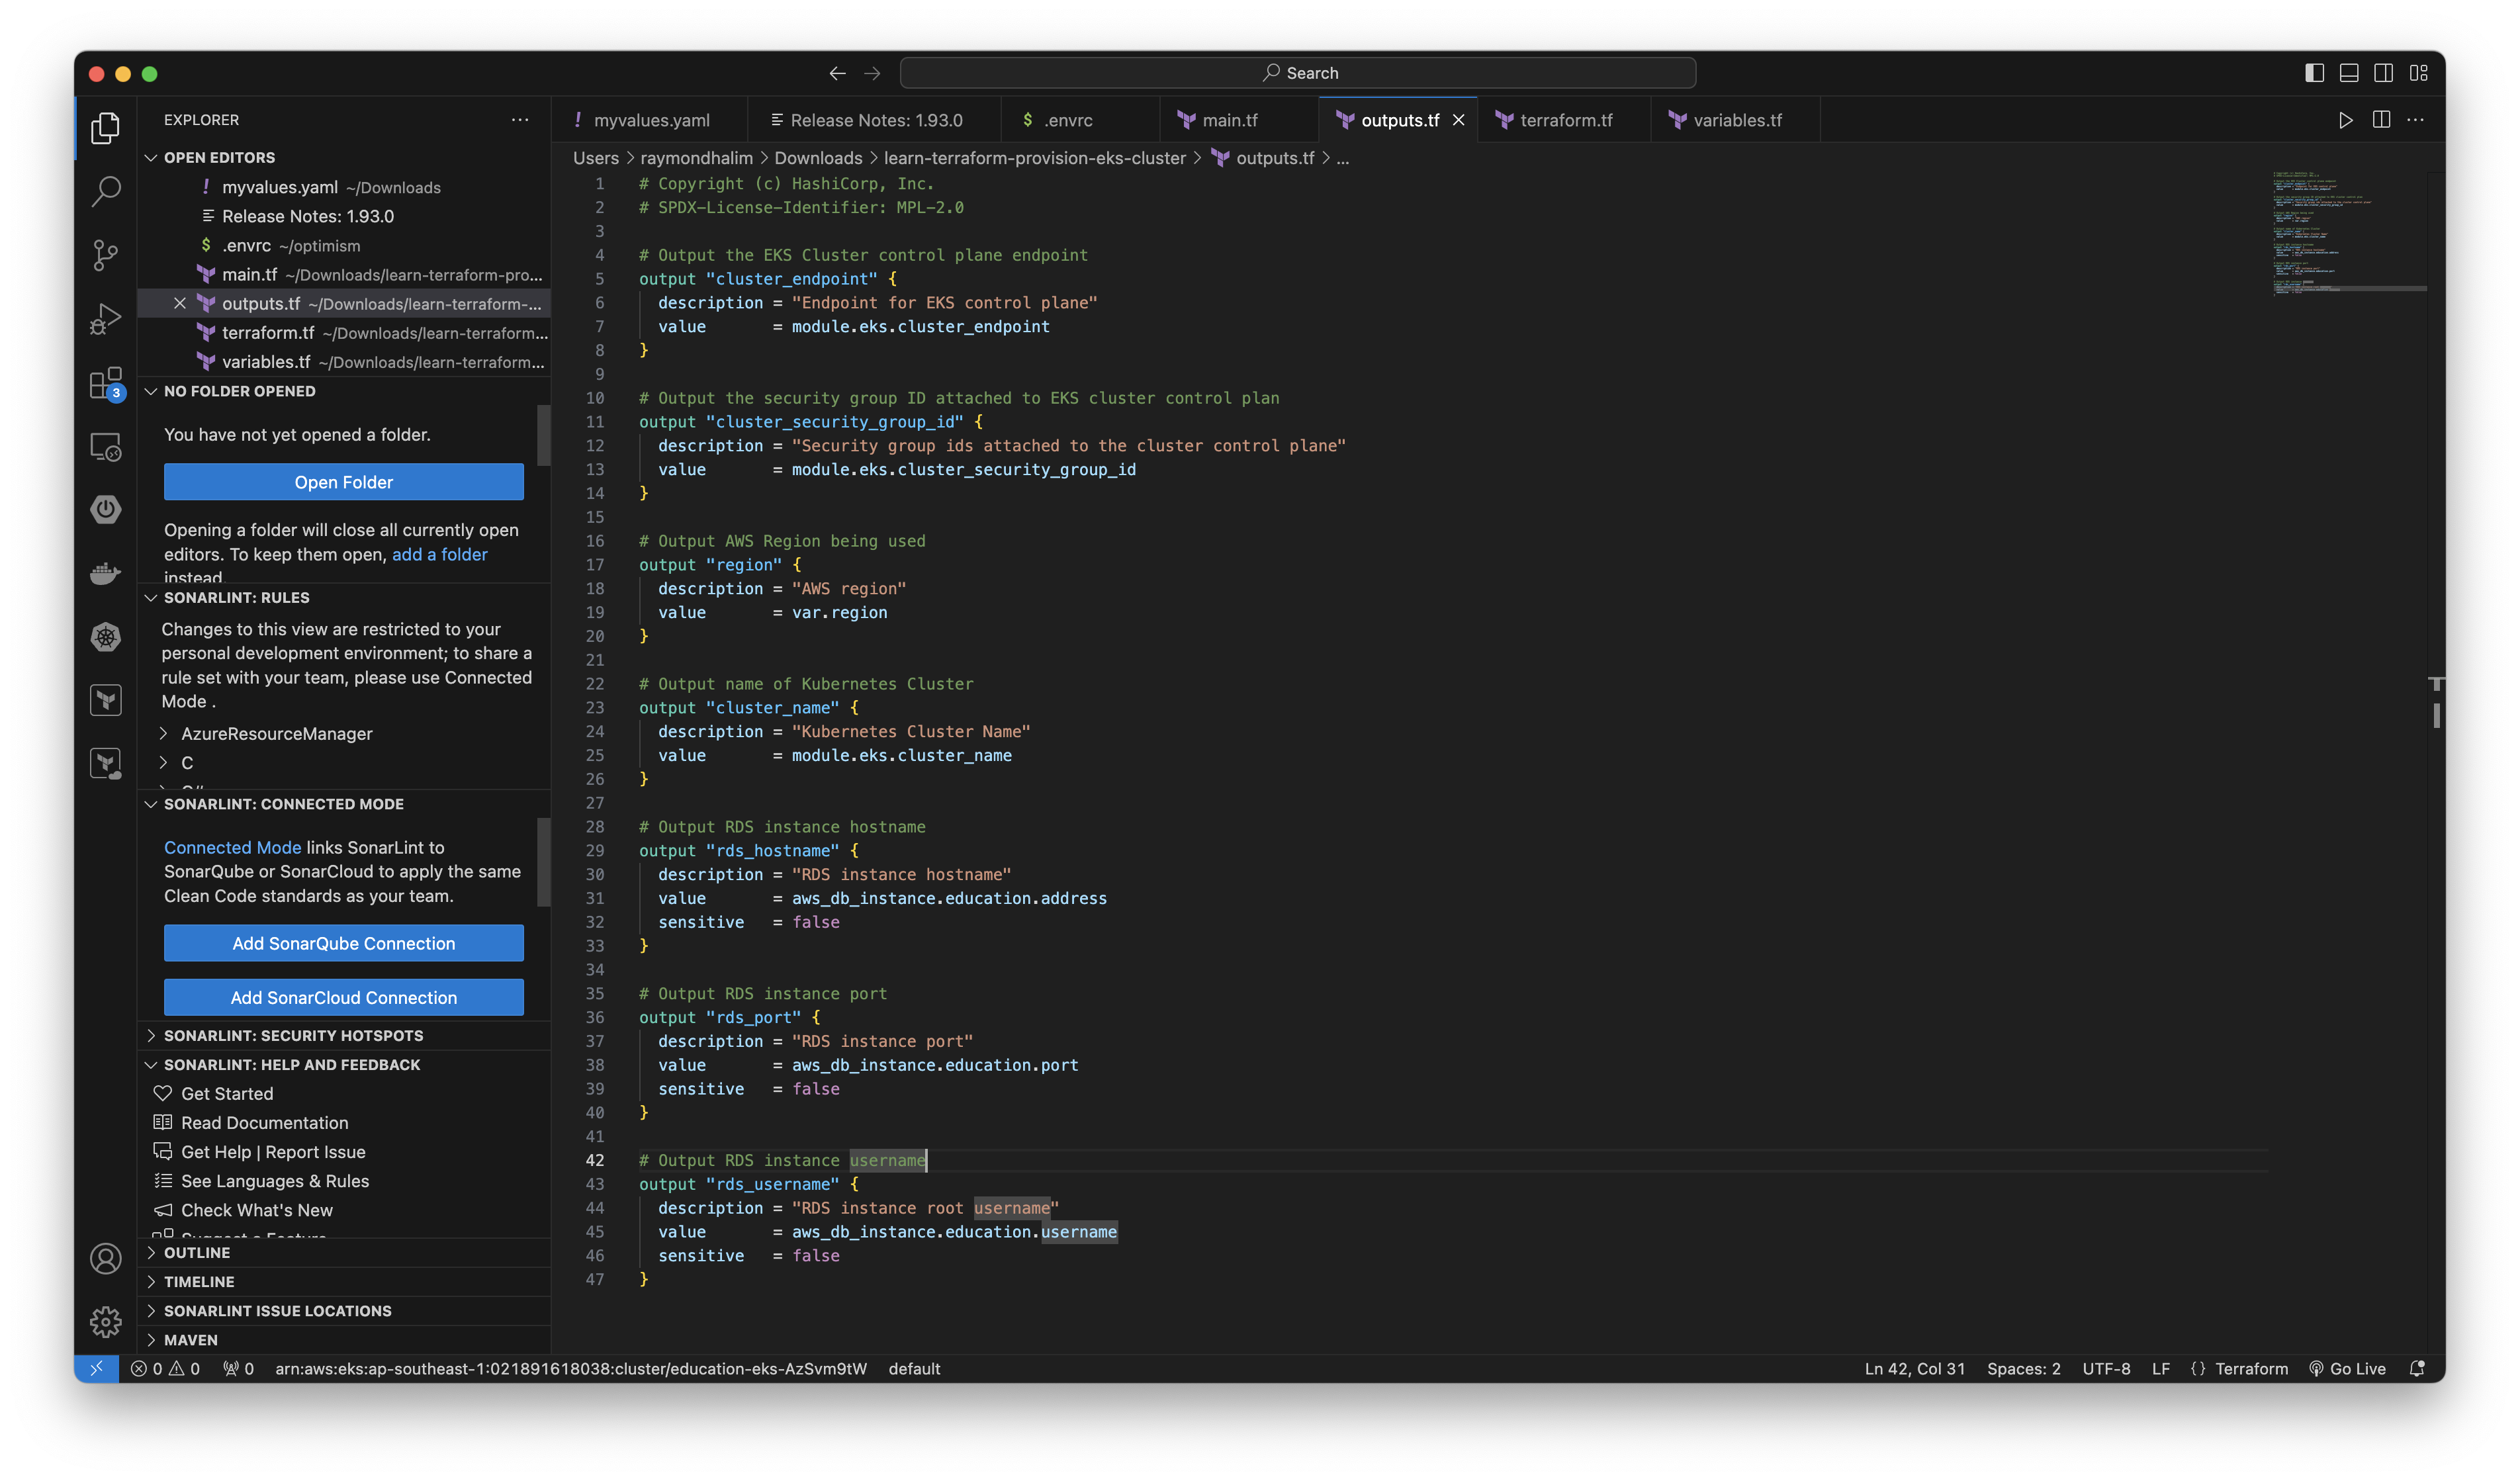 Search
EXPLORER
OPEN EDITORS
! myvalues.yaml ~/Downloads
Release Notes: 1.93.0
$ .envrc ~/optimism
main.tf ~/Downloads/learn-terraform-pro...
outputs.tf ~/Downloads/learn-terraform-...
terraform.tf ~/Downloads/learn-terraform...
variables.tf ~/Downloads/learn-terraform...
NO FOLDER OPENED
You have not yet opened a folder.
Open Folder
Opening a folder will close all currently open
editors. To keep them open, add a folder
instead.
SONARLINT: RULES
Changes to this view are restricted to your
personal development environment; to share a
rule set with your team, please use Connected
Mode .
AzureResourceManager
C
SONARLINT: CONNECTED MODE
Connected Mode links SonarLint to
SonarQube or SonarCloud to apply the same
Clean Code standards as your team.
Add SonarQube Connection
Add SonarCloud Connection
SONARLINT: SECURITY HOTSPOTS
SONARLINT: HELP AND FEEDBACK
Get Started
Read Documentation
Get Help | Report Issue
See Languages & Rules
Check What's New
OUTLINE
TIMELINE
SONARLINT ISSUE LOCATIONS
MAVEN
3
! myvalues.yaml Release Notes: 1.93.0 $ .envrc main.tf outputs.tf terraform.tf variables.tf
Users > raymondhalim > Downloads > learn-terraform-provision-eks-cluster > outputs.tf > ...
1 # Copyright (c) HashiCorp, Inc.
2 # SPDX-License-Identifier: MPL-2.0
3
4 # Output the EKS Cluster control plane endpoint
5 output "cluster_endpoint" {
6 description = "Endpoint for EKS control plane"
7 value = module.eks.cluster_endpoint
8 }
9
10 # Output the security group ID attached to EKS cluster control plan
11 output "cluster_security_group_id" {
12 description = "Security group ids attached to the cluster control plane"
13 value = module.eks.cluster_security_group_id
14 }
15
16 # Output AWS Region being used
17 output "region" {
18 description = "AWS region"
19 value = var.region
20 }
21
22 # Output name of Kubernetes Cluster
23 output "cluster_name" {
24 description = "Kubernetes Cluster Name"
25 value = module.eks.cluster_name
26 }
27
28 # Output RDS instance hostname
29 output "rds_hostname" {
30 description = "RDS instance hostname"
31 value = aws_db_instance.education.address
32 sensitive = false
33 }
34
35 # Output RDS instance port
36 output "rds_port" {
37 description = "RDS instance port"
38 value = aws_db_instance.education.port
39 sensitive = false
40 }
41
42 # Output RDS instance username
43 output "rds_username" {
44 description = "RDS instance root username"
45 value = aws_db_instance.education.username
46 sensitive = false
47 }
0 0 0 arn:aws:eks:ap-southeast-1:021891618038:cluster/education-eks-AzSvm9tW default Ln 42, Col 31 Spaces: 2 UTF-8 LF {} Terraform Go Live